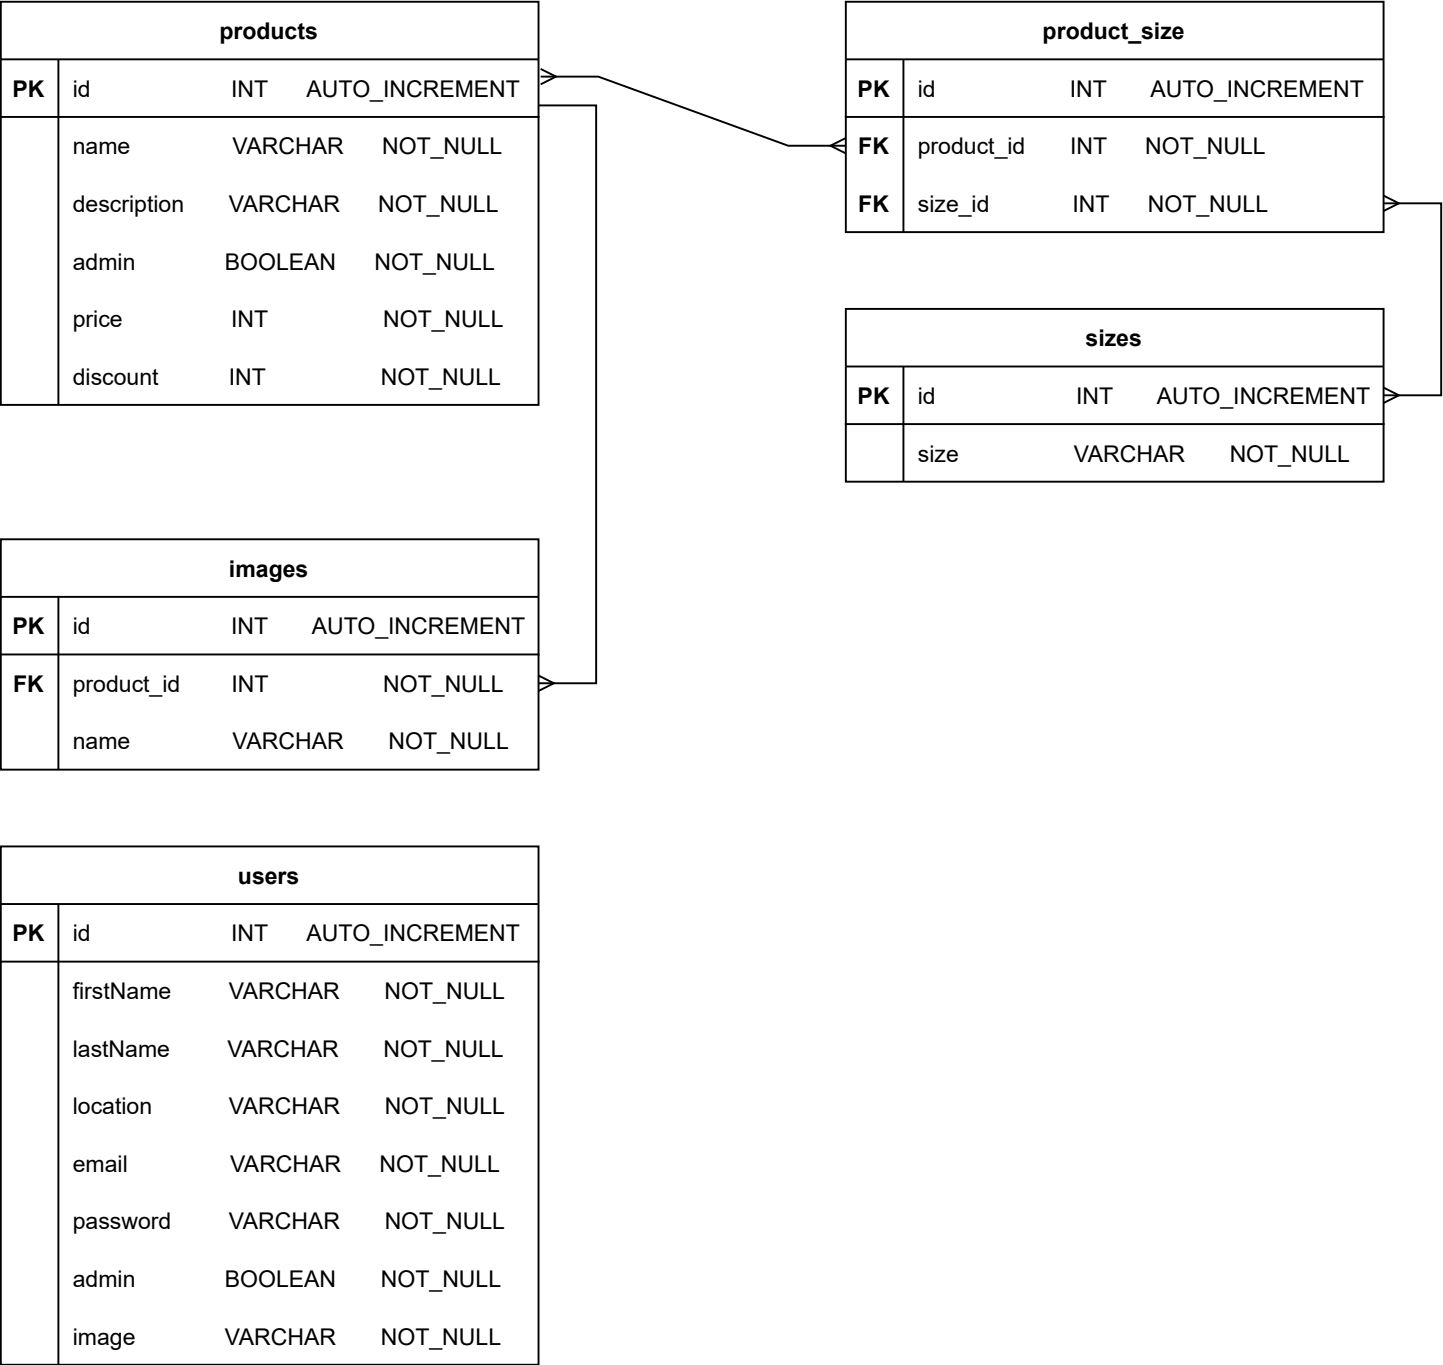 products
PK id INT AUTO_INCREMENT
name VARCHAR NOT_NULL
description VARCHAR NOT_NULL
admin BOOLEAN NOT_NULL
price INT NOT_NULL
discount INT NOT_NULL
product_size
PK id INT AUTO_INCREMENT
FK product_id INT NOT_NULL
FK size_id INT NOT_NULL
sizes
PK id INT AUTO_INCREMENT
size VARCHAR NOT_NULL
images
PK id INT AUTO_INCREMENT
FK product_id INT NOT_NULL
name VARCHAR NOT_NULL
users
PK id INT AUTO_INCREMENT
firstName VARCHAR NOT_NULL
lastName VARCHAR NOT_NULL
location VARCHAR NOT_NULL
email VARCHAR NOT_NULL
password VARCHAR NOT_NULL
admin BOOLEAN NOT_NULL
image VARCHAR NOT_NULL